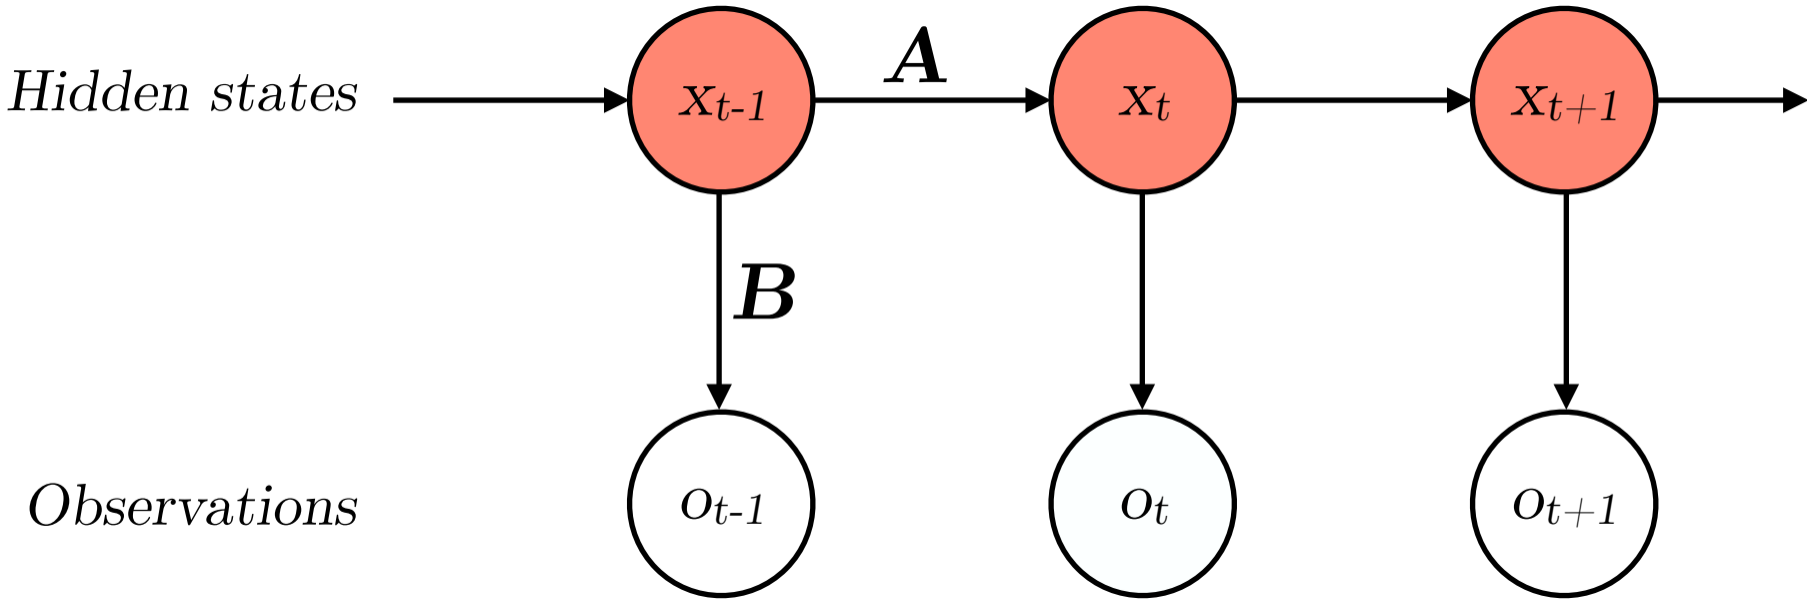 Hidden states
x_{t-1}
A
x_t
x_{t+1}
B
Observations
o_{t-1}
o_t
o_{t+1}